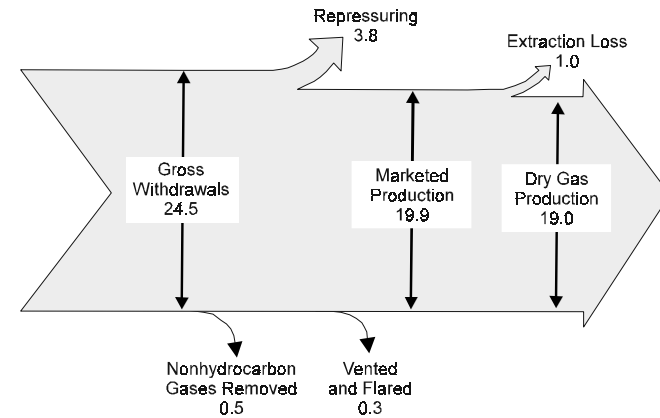 Repressuring
3.8
Extraction Loss
1.0
Gross
Withdrawals
24.5
Marketed
Production
19.9
Dry Gas
Production
19.0
Nonhydrocarbon
Gases Removed
0.5
Vented
and Flared
0.3